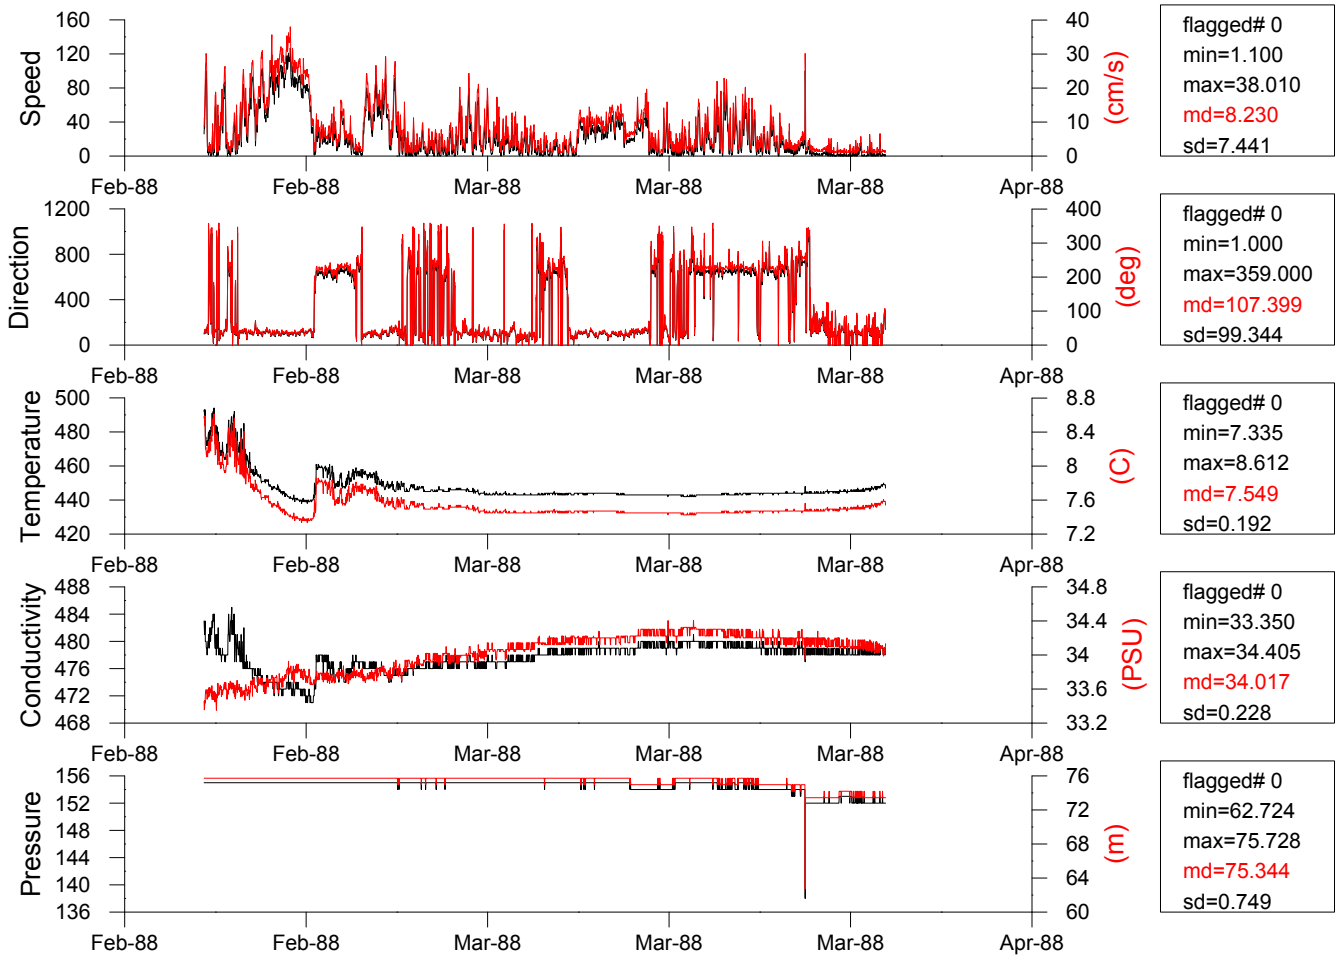 160
120
80
40
0
Speed
40
30
20
10
0
(cm/s)
Feb-88 Feb-88 Mar-88 Mar-88 Mar-88 Apr-88
flagged# 0
min=1.100
max=38.010
md=8.230
sd=7.441
1200
800
400
0
Direction
400
300
200
100
0
(deg)
Feb-88 Feb-88 Mar-88 Mar-88 Mar-88 Apr-88
flagged# 0
min=1.000
max=359.000
md=107.399
sd=99.344
500
480
460
440
420
Temperature
8.8
8.4
8
7.6
7.2
(C)
Feb-88 Feb-88 Mar-88 Mar-88 Mar-88 Apr-88
flagged# 0
min=7.335
max=8.612
md=7.549
sd=0.192
488
484
480
476
472
468
Conductivity
34.8
34.4
34
33.6
33.2
(PSU)
Feb-88 Feb-88 Mar-88 Mar-88 Mar-88 Apr-88
flagged# 0
min=33.350
max=34.405
md=34.017
sd=0.228
156
152
148
144
140
136
Pressure
76
72
68
64
60
(m)
Feb-88 Feb-88 Mar-88 Mar-88 Mar-88 Apr-88
flagged# 0
min=62.724
max=75.728
md=75.344
sd=0.749